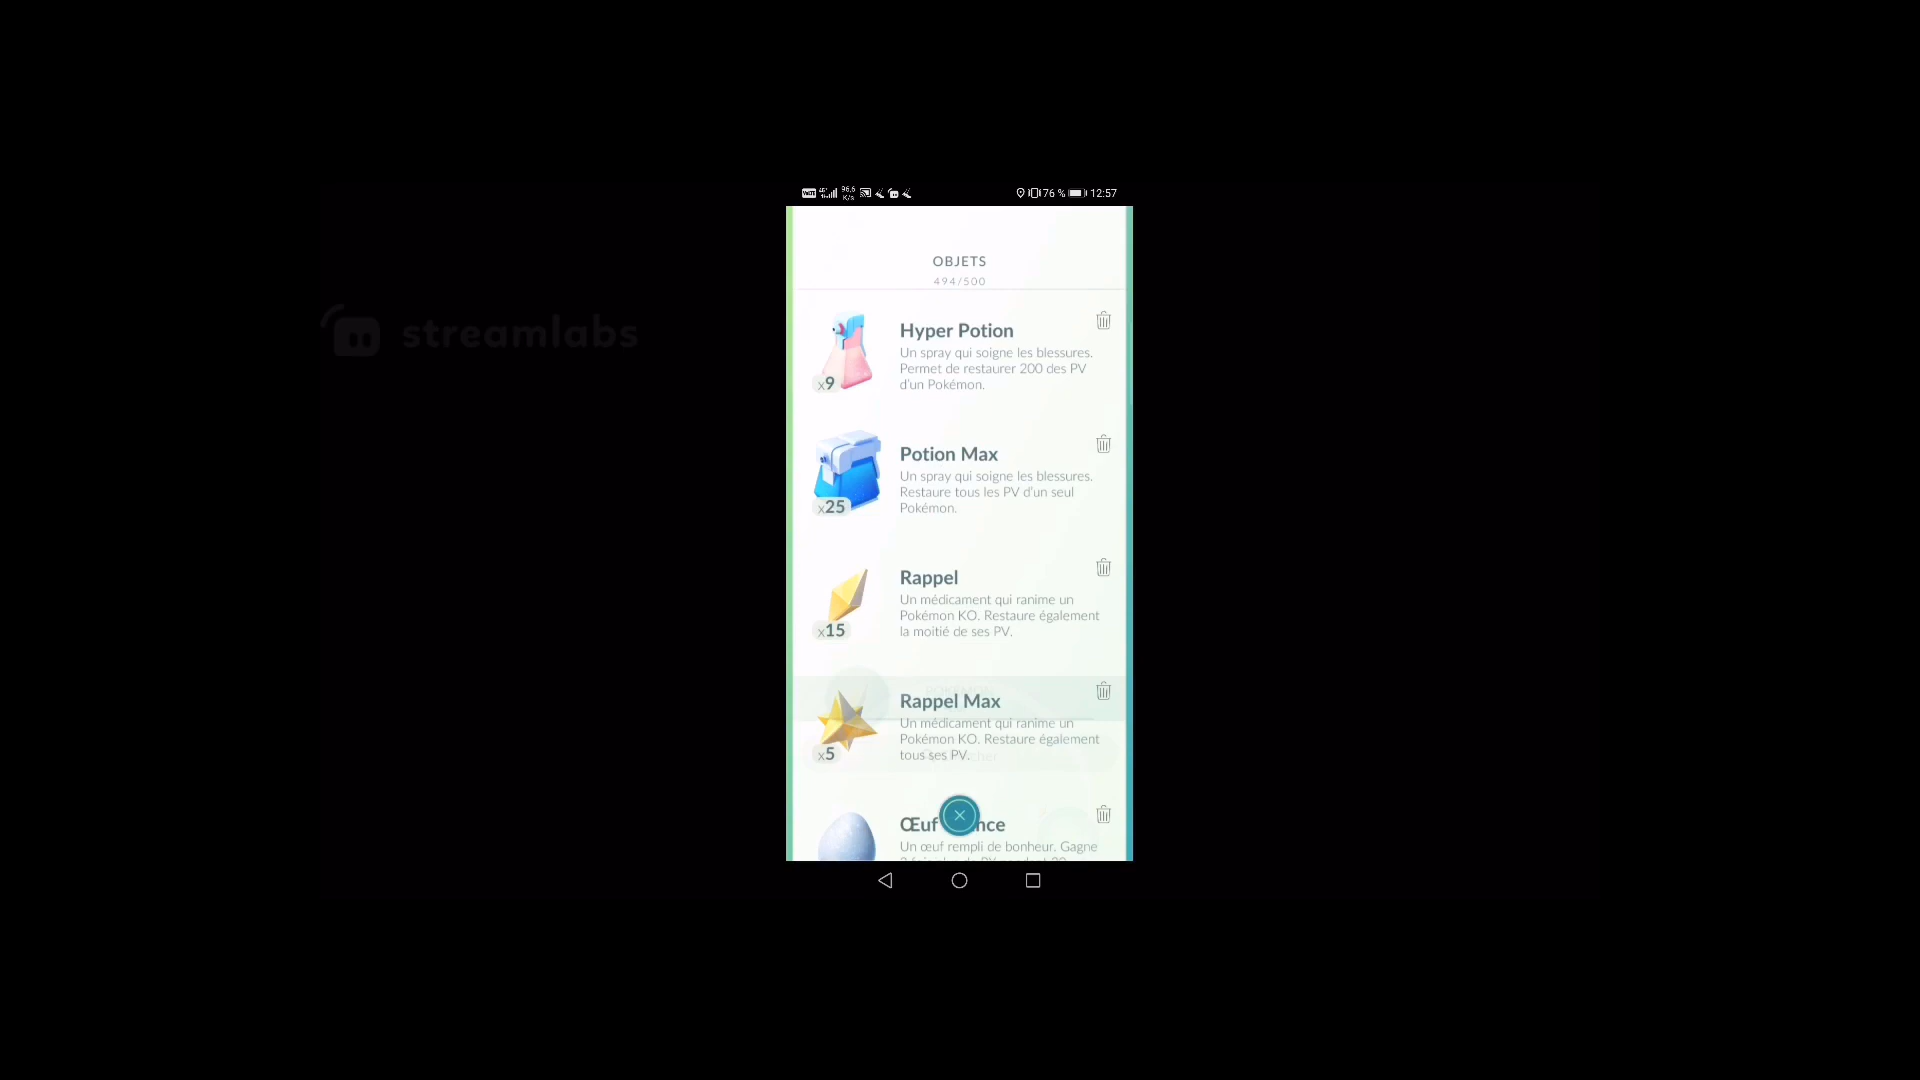 96,6
K/s
76 %
12:57
OBJETS
494/500
streamlabs
Hyper Potion
Un spray qui soigne les blessures.
Permet de restaurer 200 des PV
d'un Pokémon.
x9
Potion Max
Un spray qui soigne les blessures.
Restaure tous les PV d'un seul
Pokémon.
x25
Rappel
Un médicament qui ranime un
Pokémon KO. Restaure également
la moitié de ses PV.
x15
Rappel Max
Un médicament qui ranime un
Pokémon KO. Restaure également
tous ses PV.
x5
Un œuf rempli de bonheur. Gagne